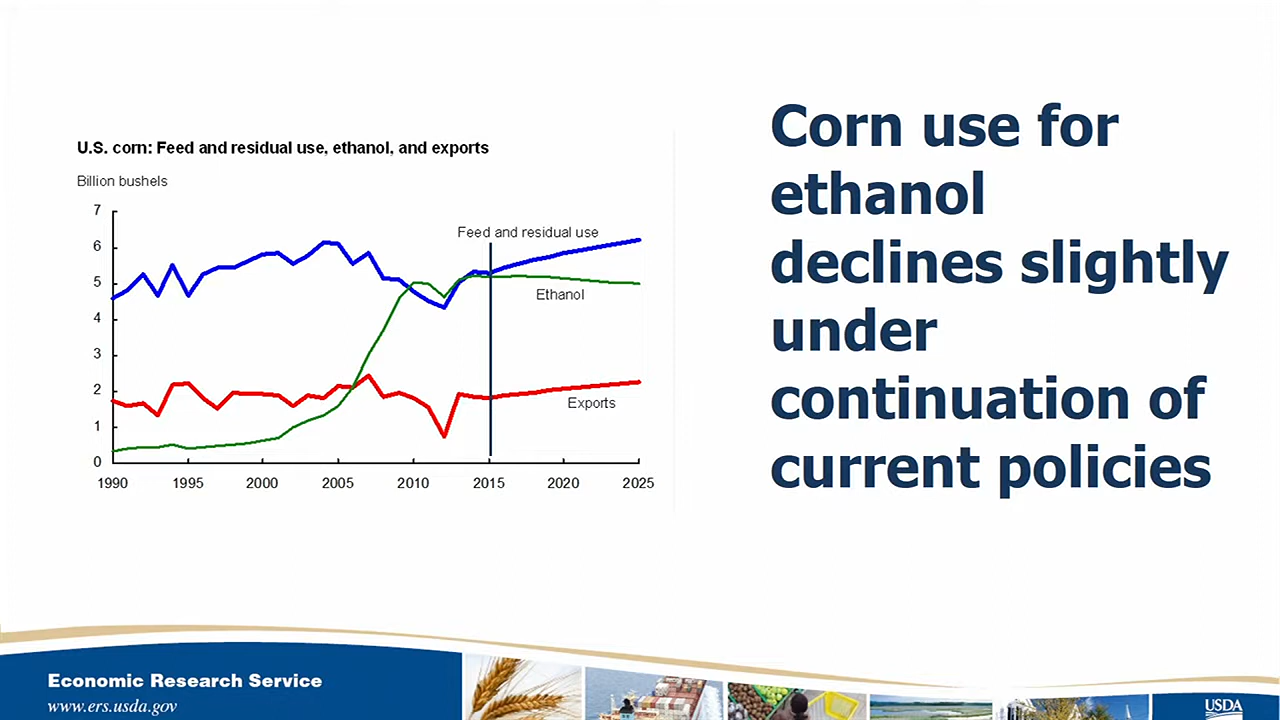 Corn use for
ethanol
declines slightly
under
continuation of
current policies
U.S. corn: Feed and residual use, ethanol, and exports
Billion bushels
7
6
5
4
3
2
1
0
Feed and residual use
Ethanol
Exports
1990 1995 2000 2005 2010 2015 2020 2025
Economic Research Service
www.ers.usda.gov
USDA